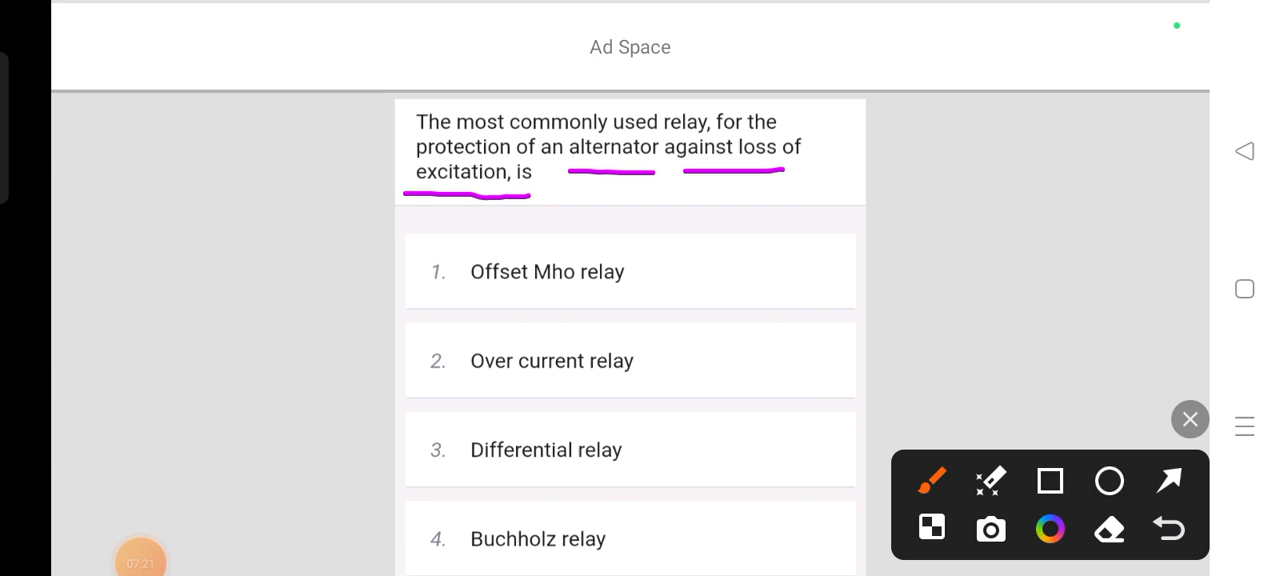 Ad Space
The most commonly used relay, for the
protection of an alternator against loss of
excitation, is
1. Offset Mho relay
2. Over current relay
3. Differential relay
4. Buchholz relay
07:21